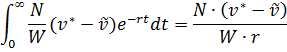 ∫₀^∞ N/W (v* − ṽ)e^{−rt}dt = N · (v* − ṽ)/W · r